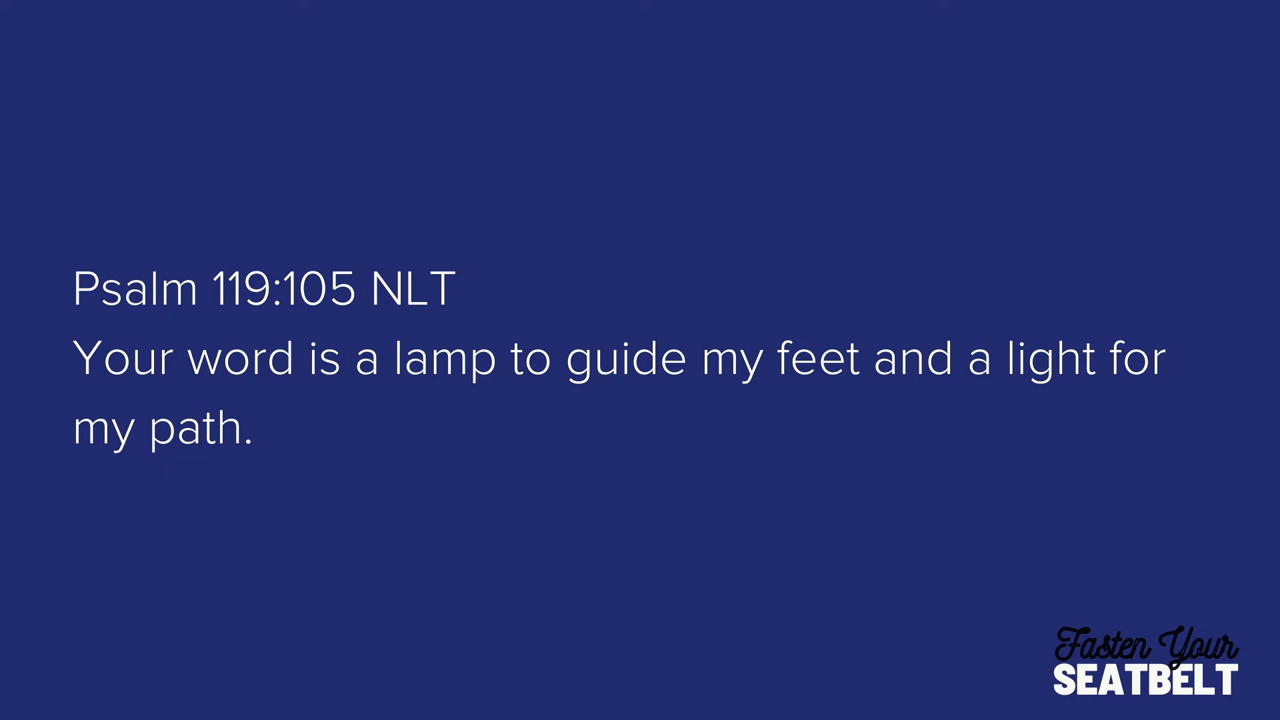 Psalm 119:105 NLT
Your word is a lamp to guide my feet and a light for
my path.
Fasten Your
SEATBELT